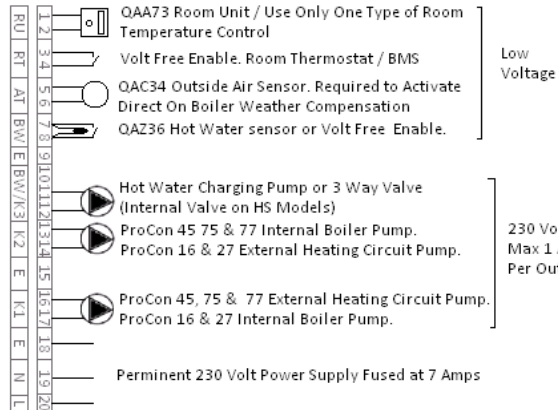 RU
RT
AT
BW
E
BW/K3
K2
E
K1
E
N
L
1
2
3
4
5
6
7
8
9
10
11
12
13
14
15
16
17
18
19
20
QAA73 Room Unit / Use Only One Type of Room
Temperature Control
Volt Free Enable. Room Thermostat / BMS
QAC34 Outside Air Sensor. Required to Activate
Direct On Boiler Weather Compensation
QAZ36 Hot Water sensor or Volt Free Enable.
Low
Voltage
Hot Water Charging Pump or 3 Way Valve
(Internal Valve on HS Models)
ProCon 45 75 & 77 Internal Boiler Pump.
ProCon 16 & 27 External Heating Circuit Pump.
230 Vo
Max 1
Per Ou
ProCon 45, 75 & 77 External Heating Circuit Pump.
ProCon 16 & 27 Internal Boiler Pump.
Perminent 230 Volt Power Supply Fused at 7 Amps